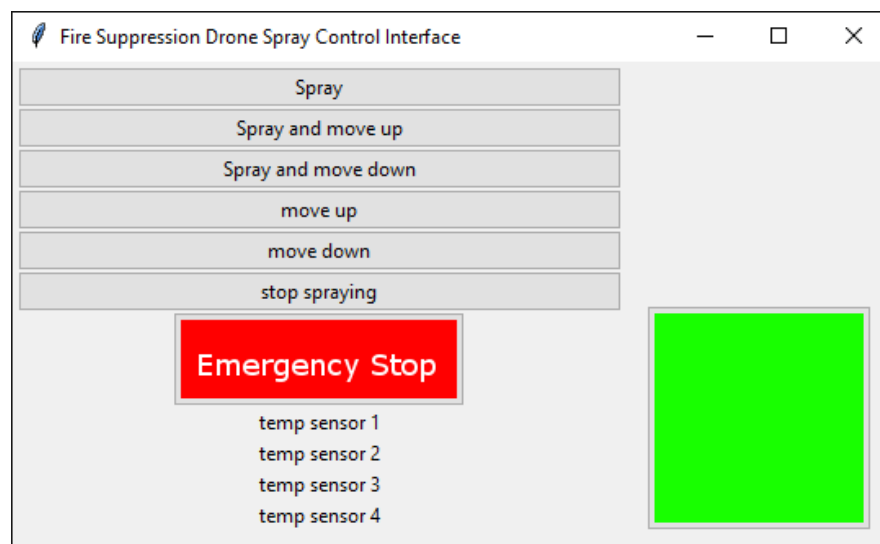 Fire Suppression Drone Spray Control Interface
Spray
Spray and move up
Spray and move down
move up
move down
stop spraying
Emergency Stop
temp sensor 1
temp sensor 2
temp sensor 3
temp sensor 4